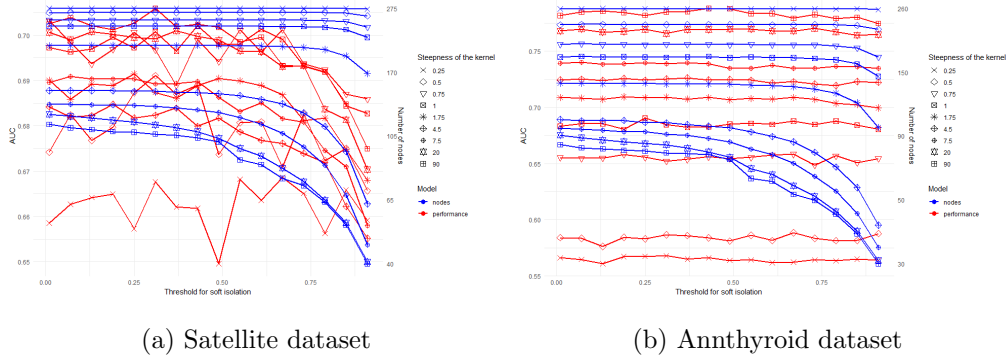 0.70
0.69
0.68
0.67
0.66
0.65
AUC
0.00
0.25
0.50
0.75
Threshold for soft isolation
275
170
105
65
40
Number of nodes
Steepness of the kernel
0.25
0.5
0.75
1
1.75
4.5
7.5
20
90
Model
nodes
performance
(a) Satellite dataset
0.75
0.70
0.65
0.60
0.55
AUC
0.00
0.25
0.50
0.75
Threshold for soft isolation
260
150
90
50
30
Number of nodes
Steepness of the kernel
0.25
0.5
0.75
1
1.75
4.5
7.5
20
90
Model
nodes
performance
(b) Annthyroid dataset